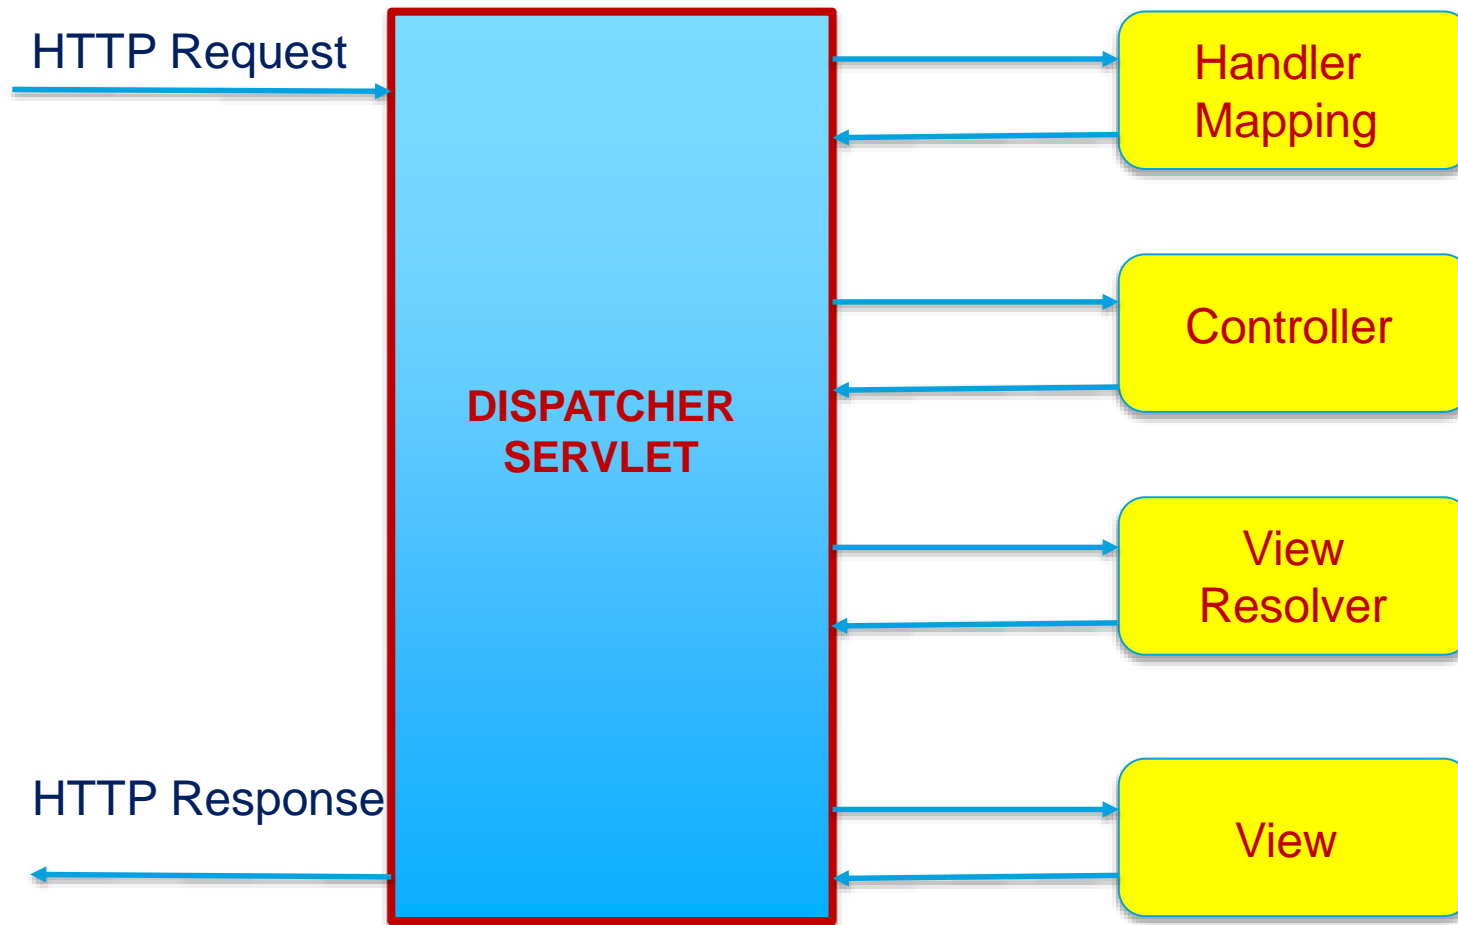 HTTP Request
Handler
Mapping
Controller
DISPATCHER
SERVLET
View
Resolver
HTTP Response
View